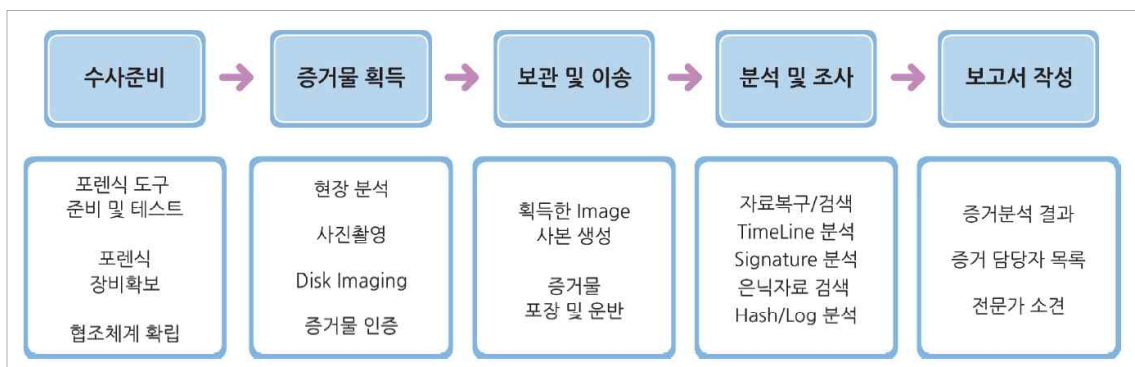 수사준비
증거물 획득
보관 및 이송
분석 및 조사
보고서 작성
포렌식 도구
준비 및 테스트
포렌식
장비확보
협조체계 확립
현장 분석
사진촬영
Disk Imaging
증거물 인증
획득한 Image
사본 생성
증거물
포장 및 운반
자료복구/검색
TimeLine 분석
Signature 분석
은닉자료 검색
Hash/Log 분석
증거분석 결과
증거 담당자 목록
전문가 소견